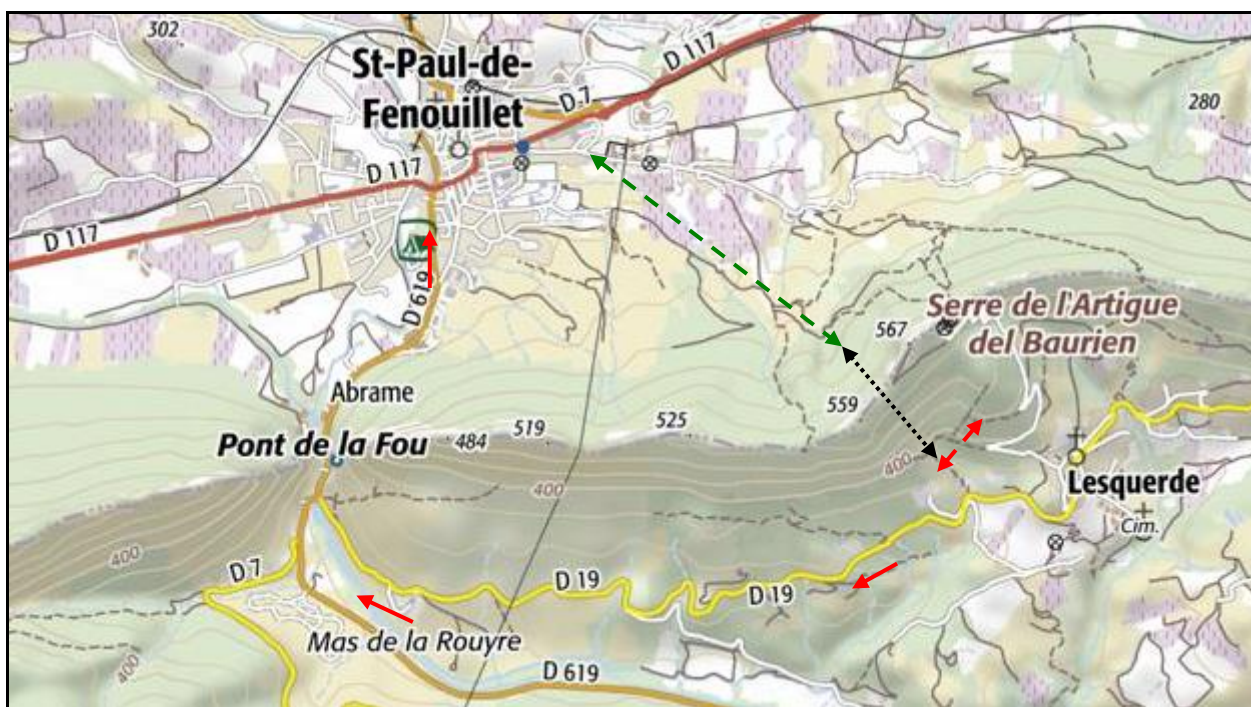 302
St-Paul-de-
Fenouillet
D 7
D 117
280
D 117
D 117
D 619
Serre de l'Artigue
del Baurien
567
Abrame
559
Pont de la Fou
484
519
525
400
400
Lesquerde
Cim.
400
D 7
D 19
D 19
Mas de la Rouyre
400
D 619